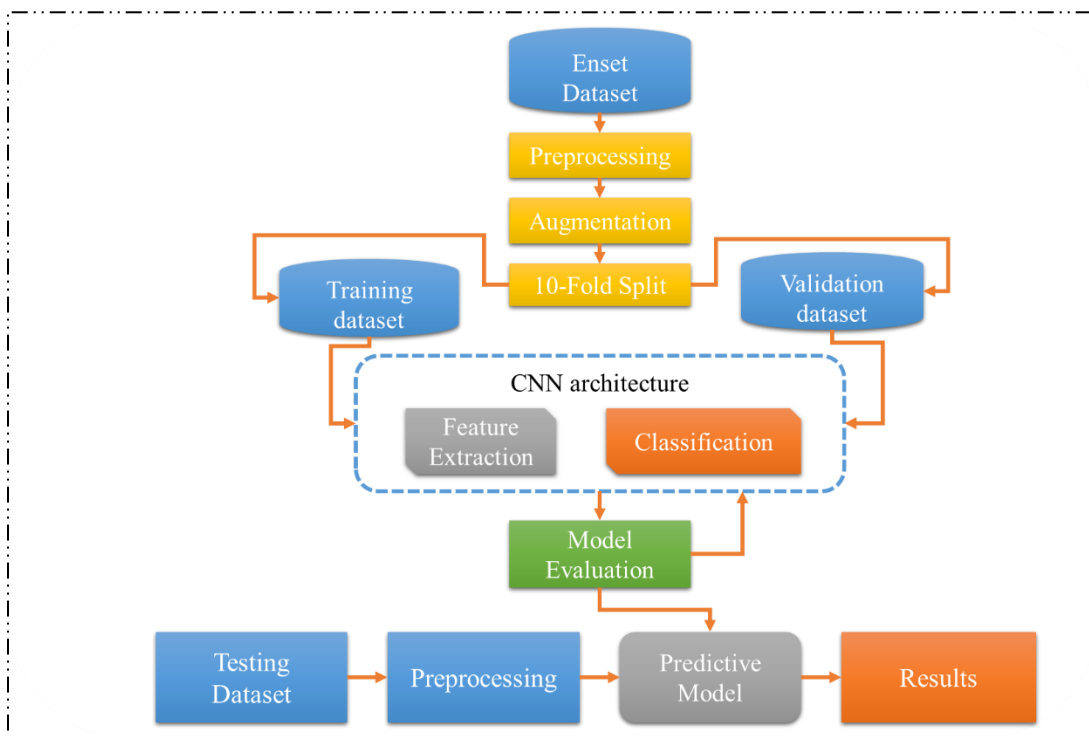 Enset
Dataset
Preprocessing
Augmentation
10-Fold Split
Training
dataset
Validation
dataset
CNN architecture
Feature
Extraction
Classification
Model
Evaluation
Testing
Dataset
Preprocessing
Predictive
Model
Results